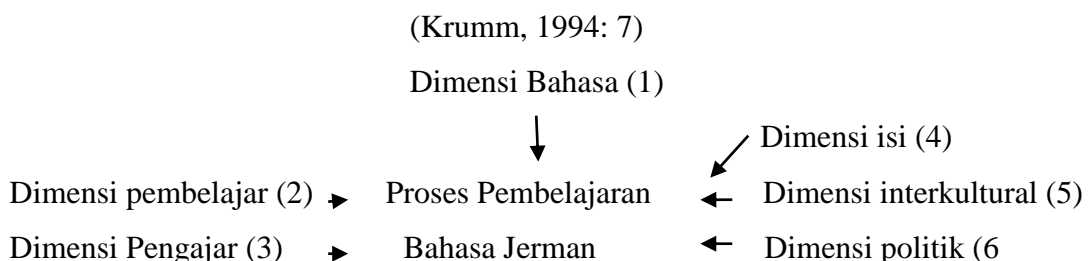 (Krumm, 1994: 7)
Dimensi Bahasa (1)
Dimensi isi (4)
Dimensi pembelajar (2) Proses Pembelajaran Dimensi interkultural (5)
Dimensi Pengajar (3) Bahasa Jerman Dimensi politik (6